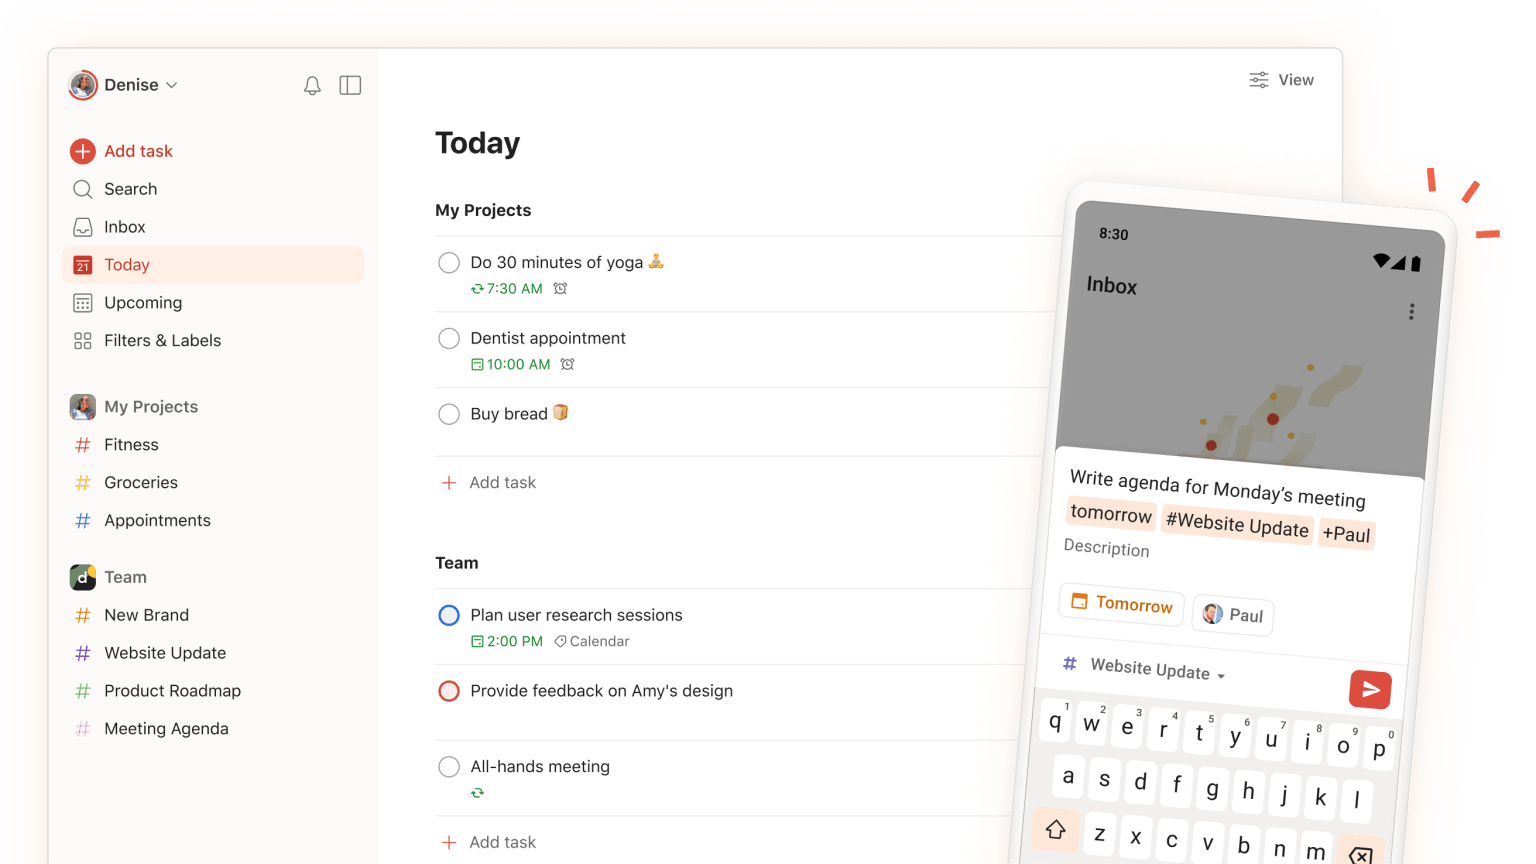 Denise
View
Add task
Search
Inbox
21
Today
Upcoming
Filters & Labels
My Projects
Fitness
Groceries
Appointments
d
Team
New Brand
Website Update
Product Roadmap
Meeting Agenda
Today
My Projects
Do 30 minutes of yoga
7:30 AM
Dentist appointment
10:00 AM
Buy bread
Add task
Team
Plan user research sessions
2:00 PM Calendar
Provide feedback on Amy's design
All-hands meeting
Add task
8:30
Inbox
Write agenda for Monday’s meeting
tomorrow #Website Update +Paul
Description
Tomorrow Paul
# Website Update
1 2 3 4 5 6 7 8 9 0
q w e r t y u i o p
a s d f g h j k l
z x c v b n m